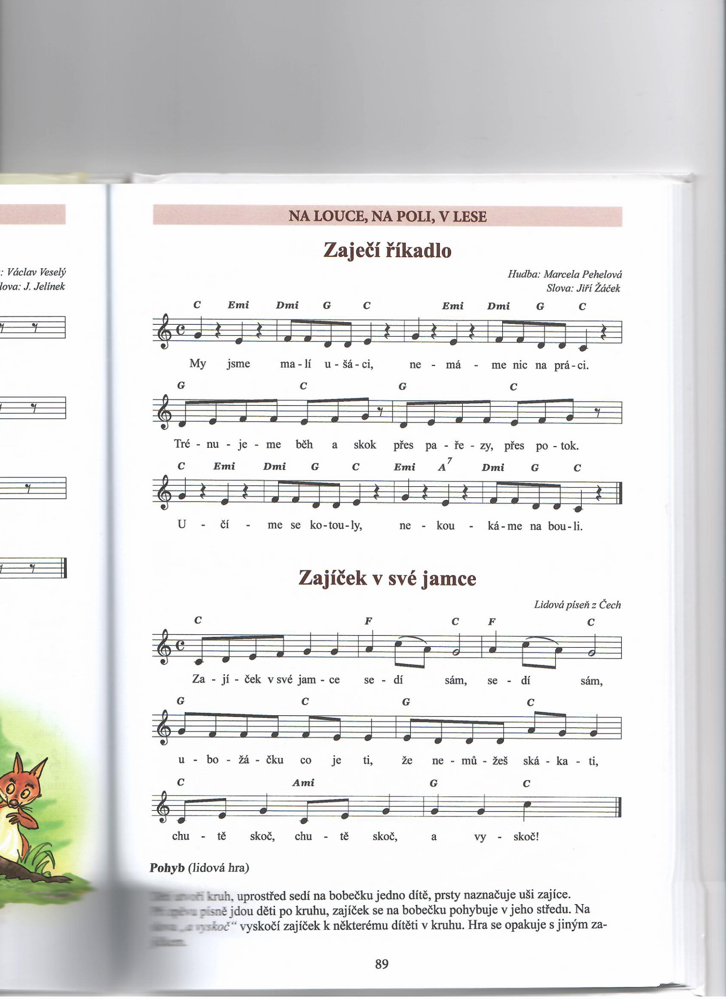 NA LOUCE, NA POLI, V LESE
Zaječí říkadlo
: Václav Veselý
lova: J. Jelínek
Hudba: Marcela Pehelová
Slova: Jiří Žáček
C Emi Dmi G C Emi Dmi G C
My jsme ma - lí u - šá - ci, ne - má - me nic na prá - ci.
G C G C
Tré - nu - je - me běh a skok přes pa - ře - zy, přes po - tok.
C Emi Dmi G C Emi A7 Dmi G C
U - čí - me se ko - tou - ly, ne - kou - ká - me na bou - li.
Zajíček v své jamce
Lidová píseň z Čech
C F C F C
Za - jí - ček v své jam - ce se - dí sám, se - dí sám,
G C G C
u - bo - žá - čku co je ti, že ne - mů - žeš ská - ka - ti,
C Ami G C
chu - tě skoč, chu - tě skoč, a vy - skoč!
Pohyb (lidová hra)
kruh, uprostřed sedí na bobečku jedno dítě, prsty naznačuje uši zajíce.
písně jdou děti po kruhu, zajíček se na bobečku pohybuje v jeho středu. Na
„a vyskoč“ vyskočí zajíček k některému dítěti v kruhu. Hra se opakuje s jiným za-
89